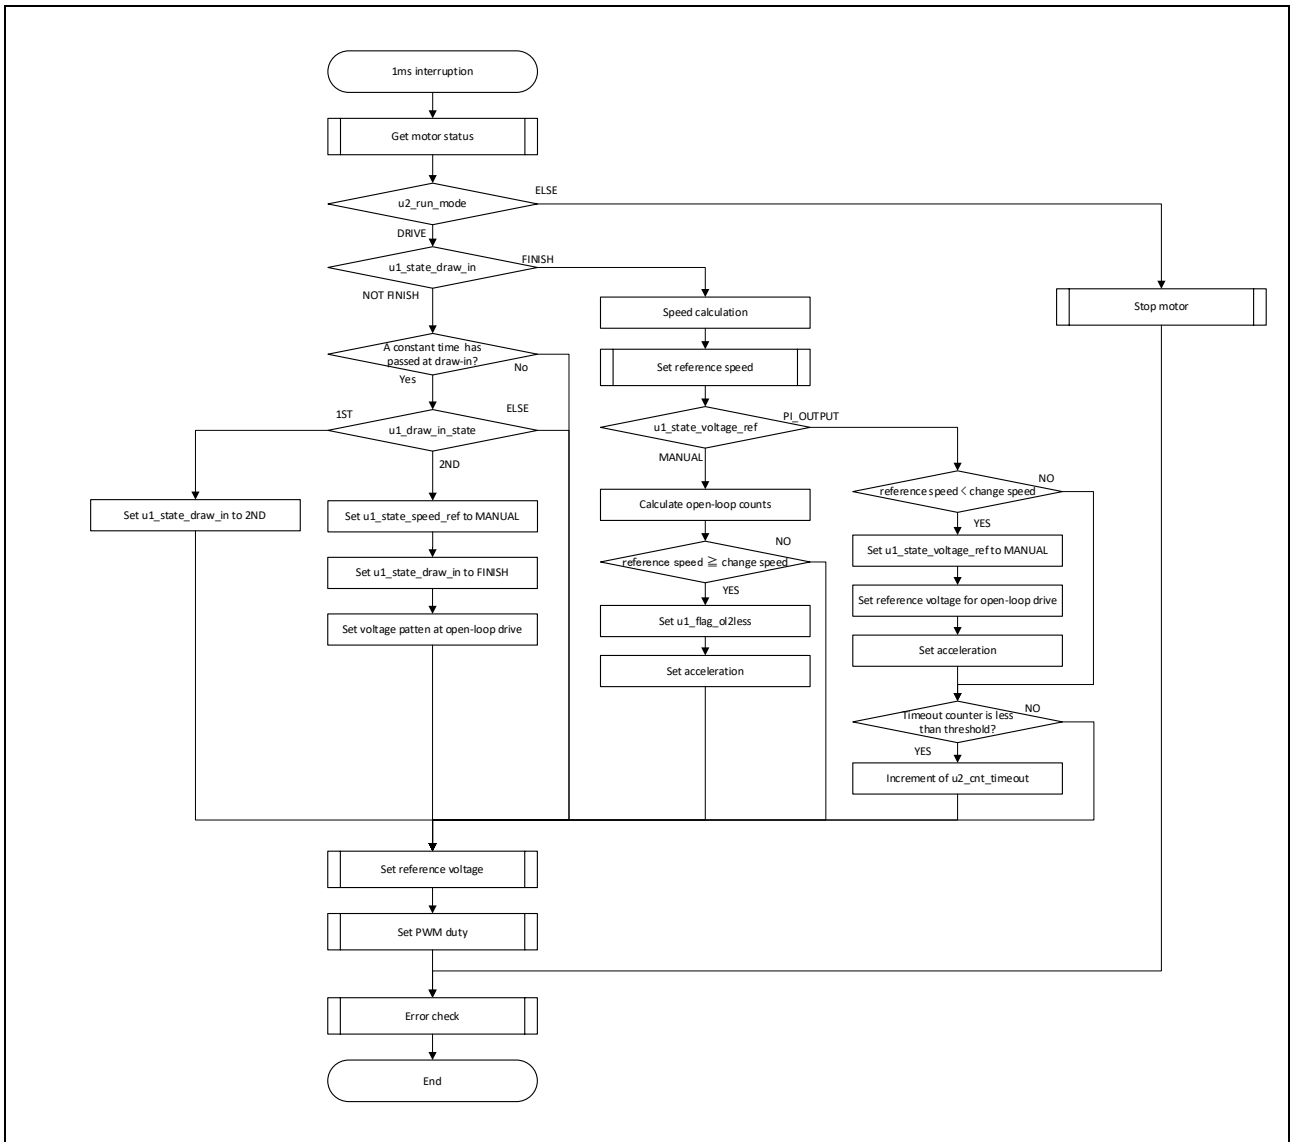 1ms interruption
Get motor status
u2_run_mode
ELSE
DRIVE
u1_state_draw_in
FINISH
NOT FINISH
Speed calculation
Stop motor
A constant time has
passed at draw-in?
No
Yes
Set reference speed
1ST
u1_draw_in_state
ELSE
2ND
u1_state_voltage_ref
PI_OUTPUT
MANUAL
reference speed < change speed
NO
YES
Set u1_state_draw_in to 2ND
Set u1_state_speed_ref to MANUAL
Calculate open-loop counts
Set u1_state_voltage_ref to MANUAL
Set u1_state_draw_in to FINISH
reference speed ≧ change speed
NO
YES
Set reference voltage for open-loop drive
Set voltage patten at open-loop drive
Set u1_flag_ol2less
Set acceleration
Set acceleration
Timeout counter is less
than threshold?
NO
YES
Increment of u2_cnt_timeout
Set reference voltage
Set PWM duty
Error check
End